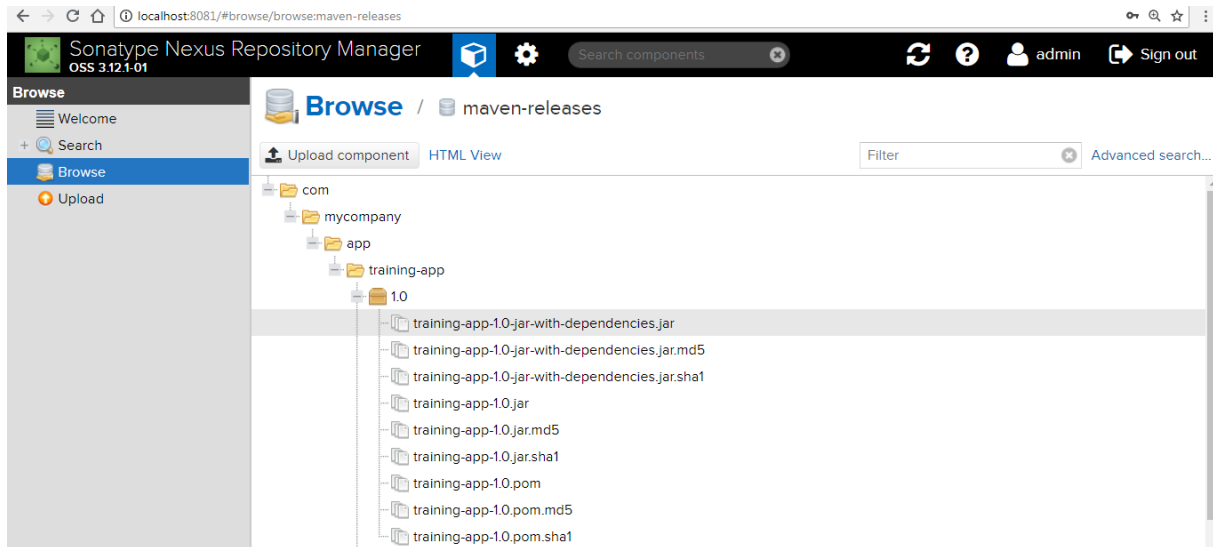 localhost:8081/#browse/browse:maven-releases
Sonatype Nexus Repository Manager
OSS 3.12.1-01
Search components
admin
Sign out
Browse
Welcome
Search
Browse
Upload
Browse / maven-releases
Upload component
HTML View
Filter
Advanced search...
com
mycompany
app
training-app
1.0
training-app-1.0-jar-with-dependencies.jar
training-app-1.0-jar-with-dependencies.jar.md5
training-app-1.0-jar-with-dependencies.jar.sha1
training-app-1.0.jar
training-app-1.0.jar.md5
training-app-1.0.jar.sha1
training-app-1.0.pom
training-app-1.0.pom.md5
training-app-1.0.pom.sha1